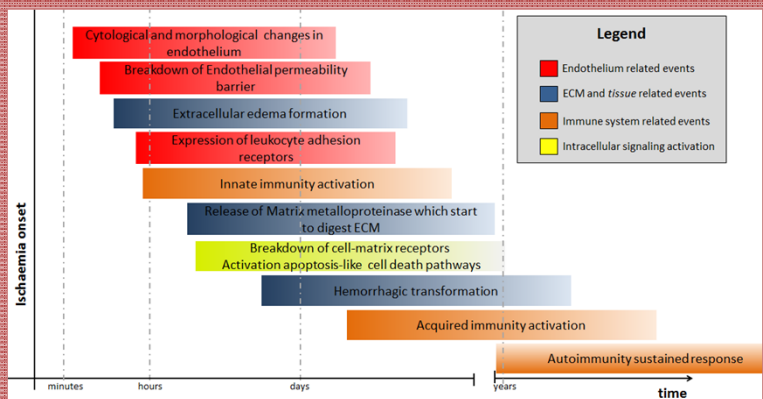 Cytological and morphological changes in
endothelium
Breakdown of Endothelial permeability
barrier
Extracellular edema formation
Expression of leukocyte adhesion
receptors
Innate immunity activation
Release of Matrix metalloproteinase which start
to digest ECM
Breakdown of cell-matrix receptors
Activation apoptosis-like cell death pathways
Hemorrhagic transformation
Acquired immunity activation
Autoimmunity sustained response
Legend
Endothelium related events
ECM and tissue related events
Immune system related events
Intracellular signaling activation
Ischaemia onset
minutes
hours
days
years
time